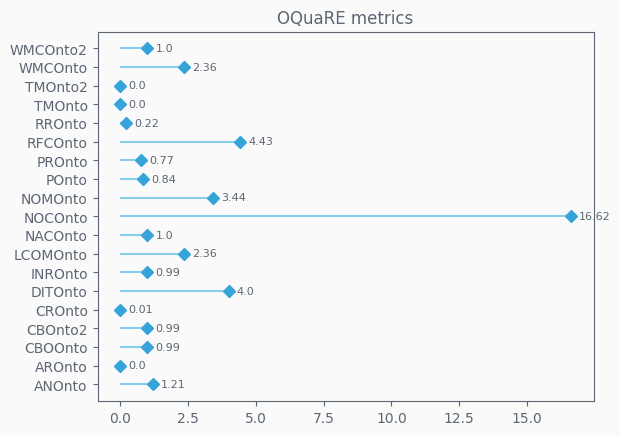 OQuaRE metrics
WMCOnto2 1.0
WMCOnto 2.36
TMOnto2 0.0
TMOnto 0.0
RROnto 0.22
RFCOnto 4.43
PROnto 0.77
POnto 0.84
NOMOnto 3.44
NOCOnto 16.62
NACOnto 1.0
LCOMOnto 2.36
INROnto 0.99
DITOnto 4.0
CROnto 0.01
CBOnto2 0.99
CBOOnto 0.99
AROnto 0.0
ANOnto 1.21
0.0 2.5 5.0 7.5 10.0 12.5 15.0